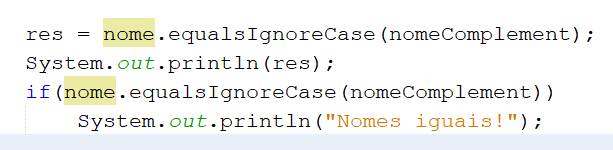 res = nome.equalsIgnoreCase(nomeComplement);
System.out.println(res);
if(nome.equalsIgnoreCase(nomeComplement))
System.out.println("Nomes iguais!");